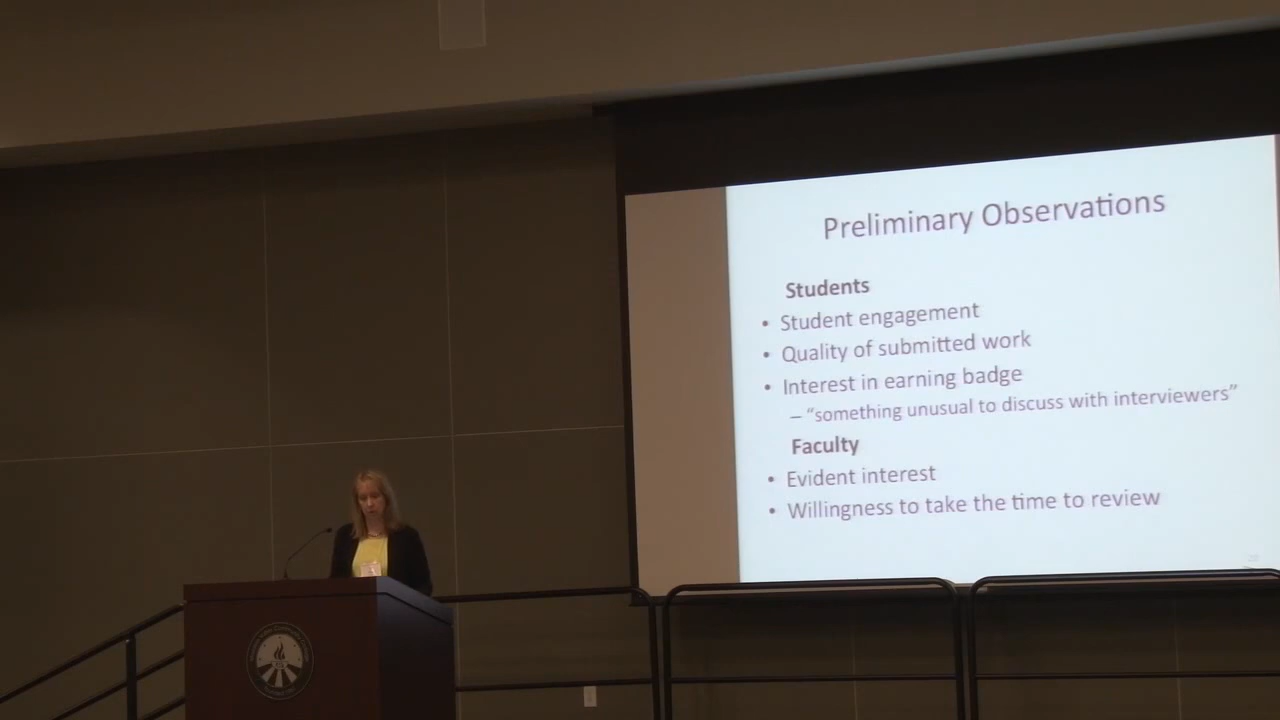 Preliminary Observations
Students
• Student engagement
• Quality of submitted work
• Interest in earning badge
– “something unusual to discuss with interviewers”
Faculty
• Evident interest
• Willingness to take the time to review